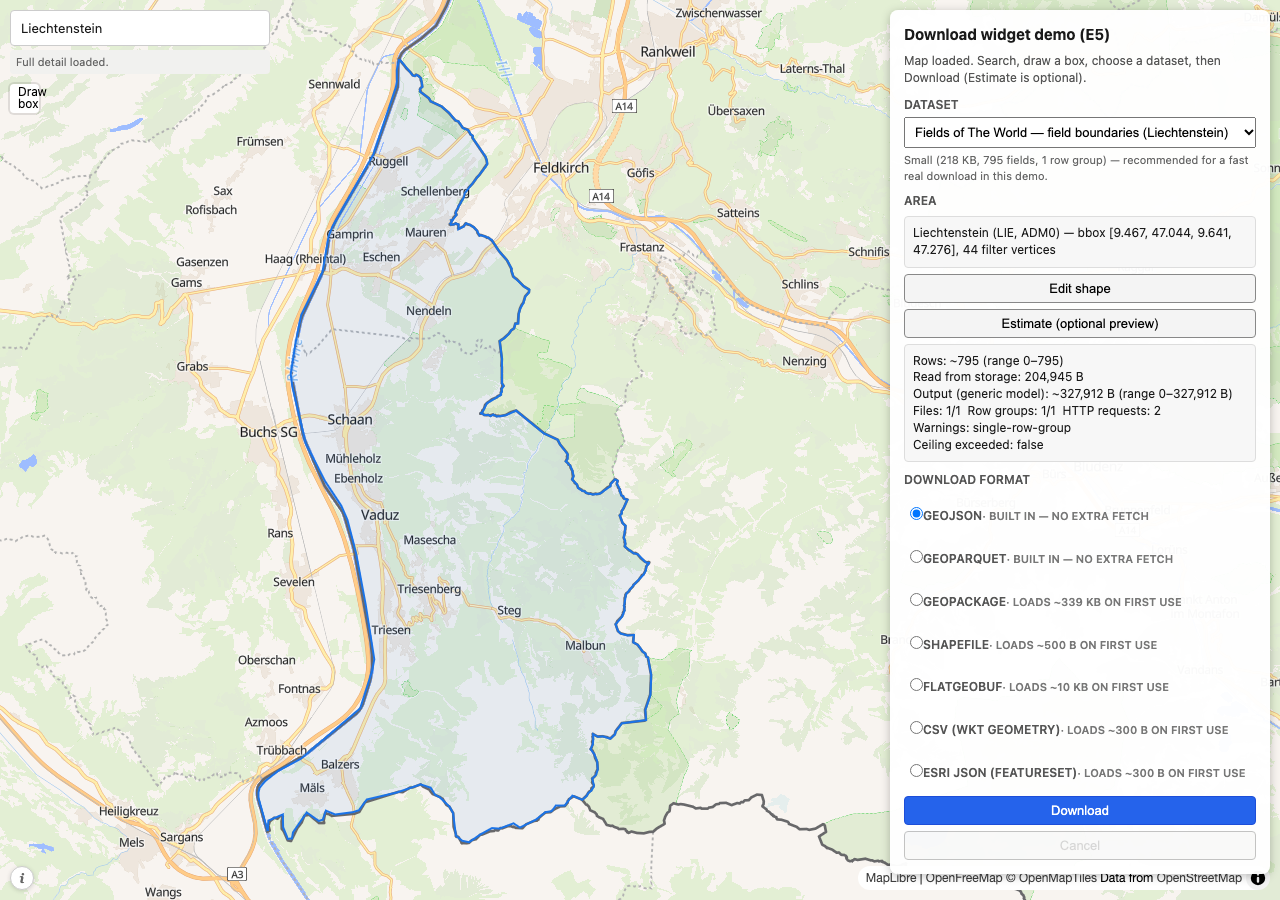 Liechtenstein
Full detail loaded.
Draw
box
Zwischenwasser
Rankweil
Laterns-Thal
Sennwald
A14
Übersaxen
Frümsen
Ruggell
Feldkirch
Göfis
Sax
Schellenberg
A14
Rofisbach
Satteins
Gamprin
Mauren
Frastanz
Schnifis
Gasenzen
Haag (Rheintal)
Eschen
Gams
Schlins
Nendeln
Nenzing
Grabs
Schaan
Buchs SG
Mühleholz
Ebenholz
Vaduz
Rans
Masescha
Sevelen
Triesenberg
Steg
Triesen
Malbun
Oberschan
Fontnas
Azmoos
Trübbach
Balzers
Mäls
Heiligkreuz
Sargans
Mels
A3
Wangs
Download widget demo (E5)
Map loaded. Search, draw a box, choose a dataset, then
Download (Estimate is optional).
DATASET
Fields of The World — field boundaries (Liechtenstein)
Small (218 KB, 795 fields, 1 row group) — recommended for a fast
real download in this demo.
AREA
Liechtenstein (LIE, ADM0) — bbox [9.467, 47.044, 9.641,
47.276], 44 filter vertices
Edit shape
Estimate (optional preview)
Rows: ~795 (range 0–795)
Read from storage: 204,945 B
Output (generic model): ~327,912 B (range 0–327,912 B)
Files: 1/1 Row groups: 1/1 HTTP requests: 2
Warnings: single-row-group
Ceiling exceeded: false
DOWNLOAD FORMAT
GEOJSON · BUILT IN — NO EXTRA FETCH
GEOPARQUET · BUILT IN — NO EXTRA FETCH
GEOPACKAGE · LOADS ~339 KB ON FIRST USE
SHAPEFILE · LOADS ~500 B ON FIRST USE
FLATGEOBUF · LOADS ~10 KB ON FIRST USE
CSV (WKT GEOMETRY) · LOADS ~300 B ON FIRST USE
ESRI JSON (FEATURESET) · LOADS ~300 B ON FIRST USE
Download
Cancel
MapLibre | OpenFreeMap © OpenMapTiles Data from OpenStreetMap